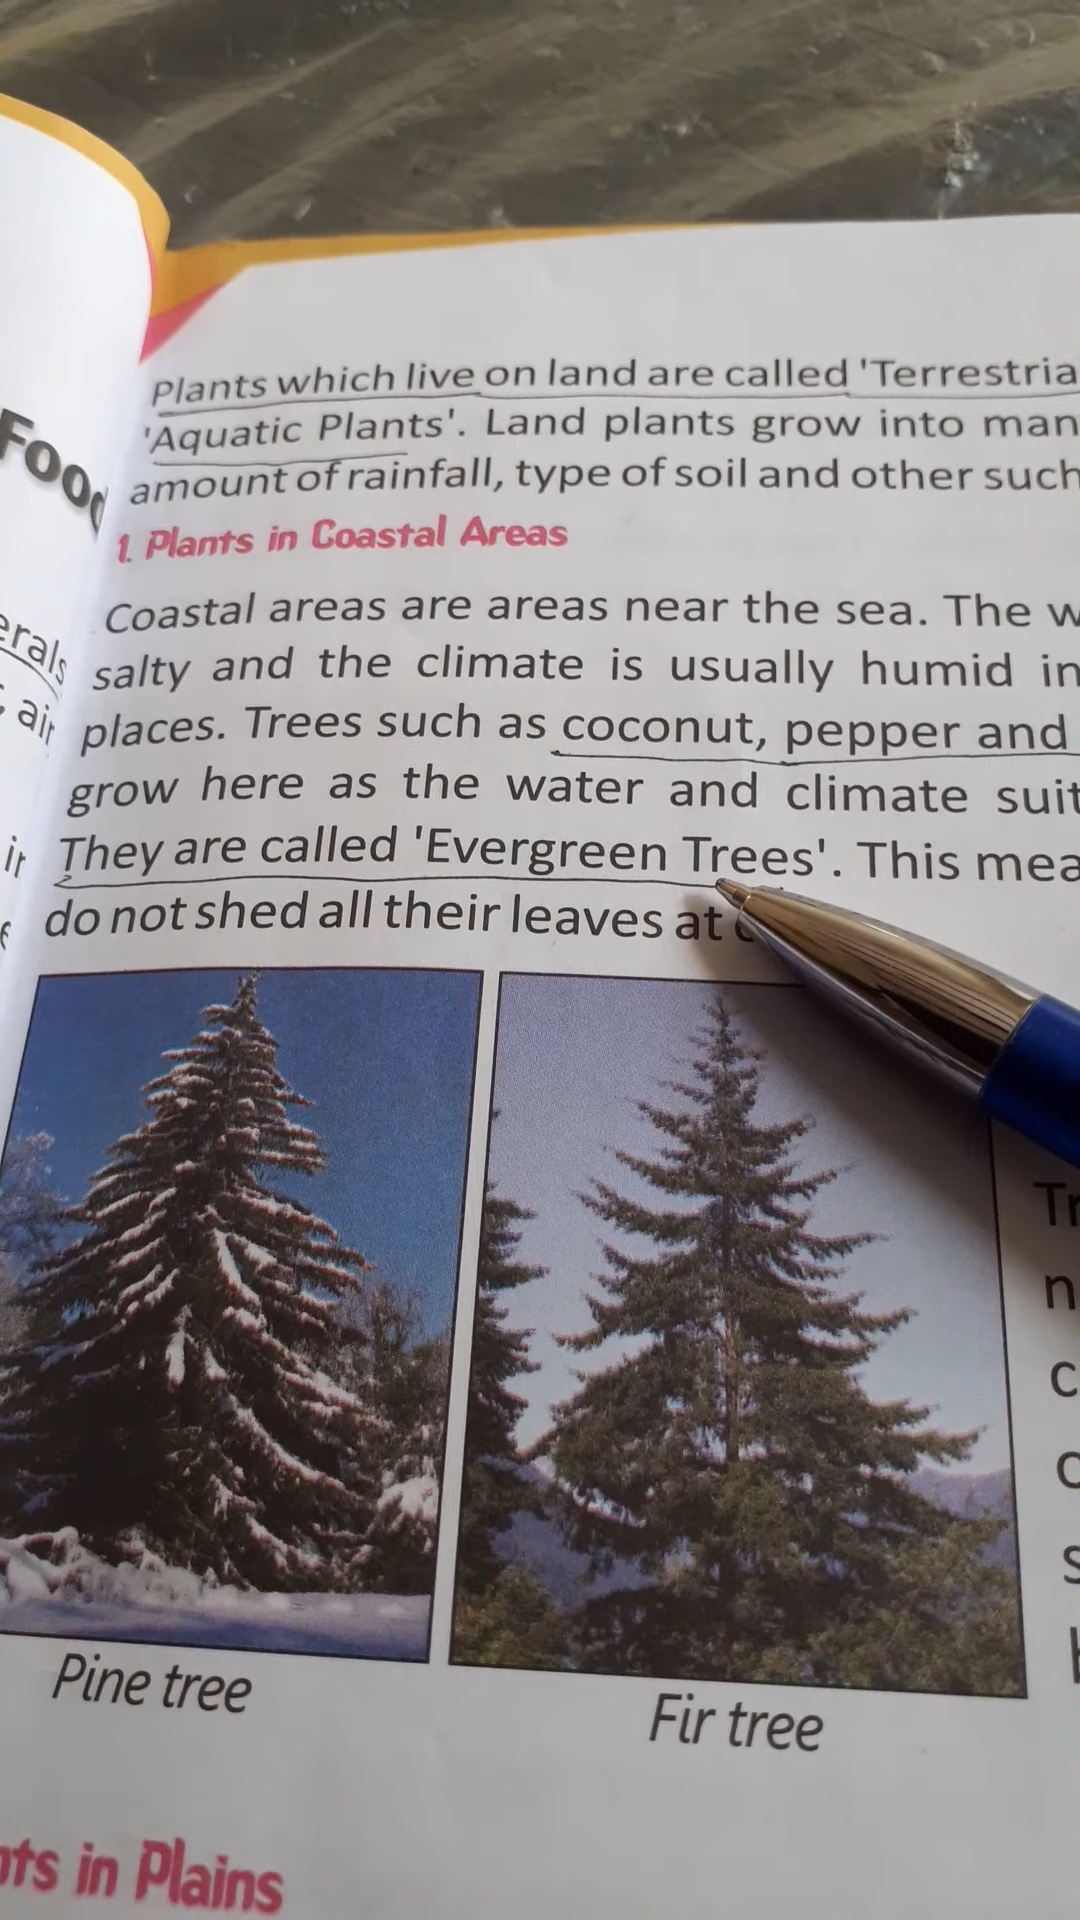 Food
erals
air
Plants which live on land are called 'Terrestria
'Aquatic Plants'. Land plants grow into man
amount of rainfall, type of soil and other such
1. Plants in Coastal Areas
Coastal areas are areas near the sea. The w
salty and the climate is usually humid in
places. Trees such as coconut, pepper and
grow here as the water and climate suit
They are called 'Evergreen Trees'. This mea
do not shed all their leaves at
Pine tree
Fir tree
nts in Plains